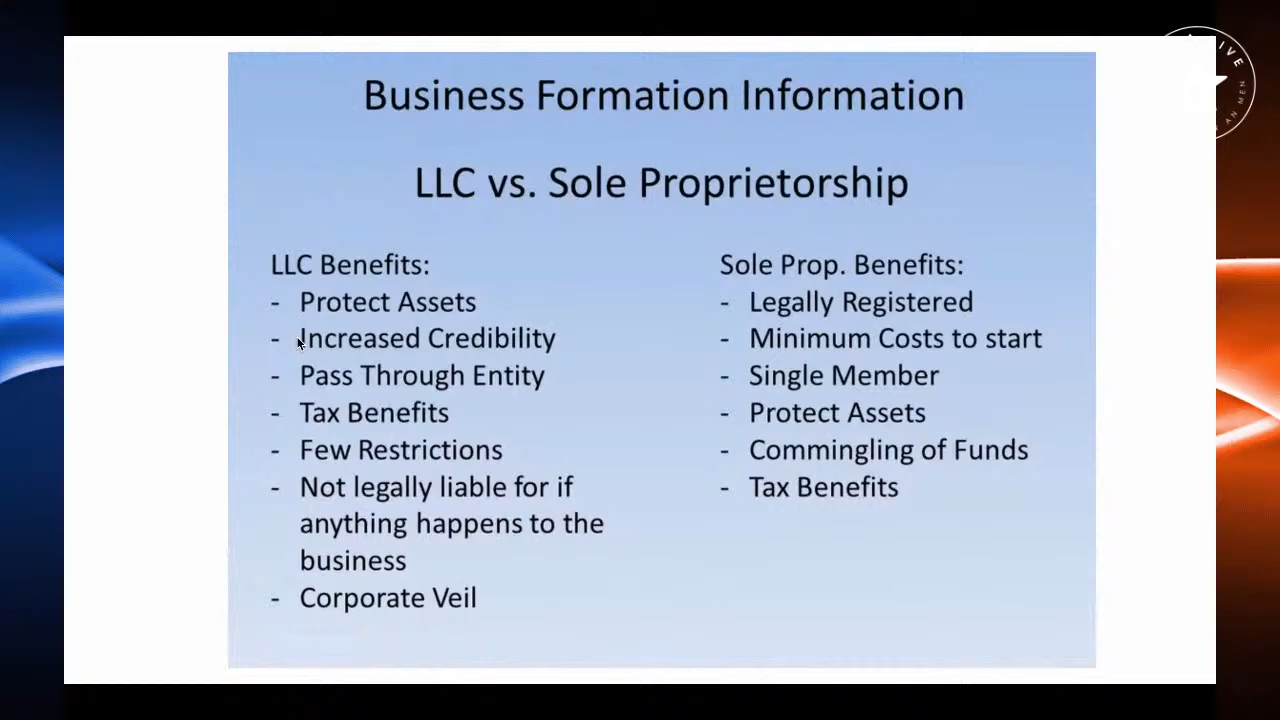 Business Formation Information
LLC vs. Sole Proprietorship
LLC Benefits:
- Protect Assets
- Increased Credibility
- Pass Through Entity
- Tax Benefits
- Few Restrictions
- Not legally liable for if
anything happens to the
business
- Corporate Veil
Sole Prop. Benefits:
- Legally Registered
- Minimum Costs to start
- Single Member
- Protect Assets
- Commingling of Funds
- Tax Benefits